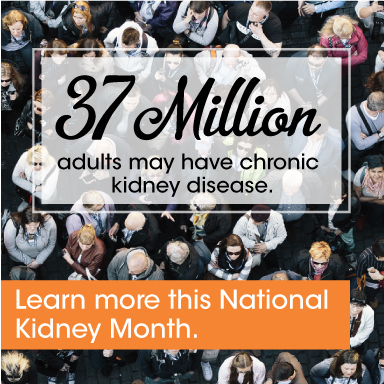 37 Million
adults may have chronic
kidney disease.
Learn more this National
Kidney Month.